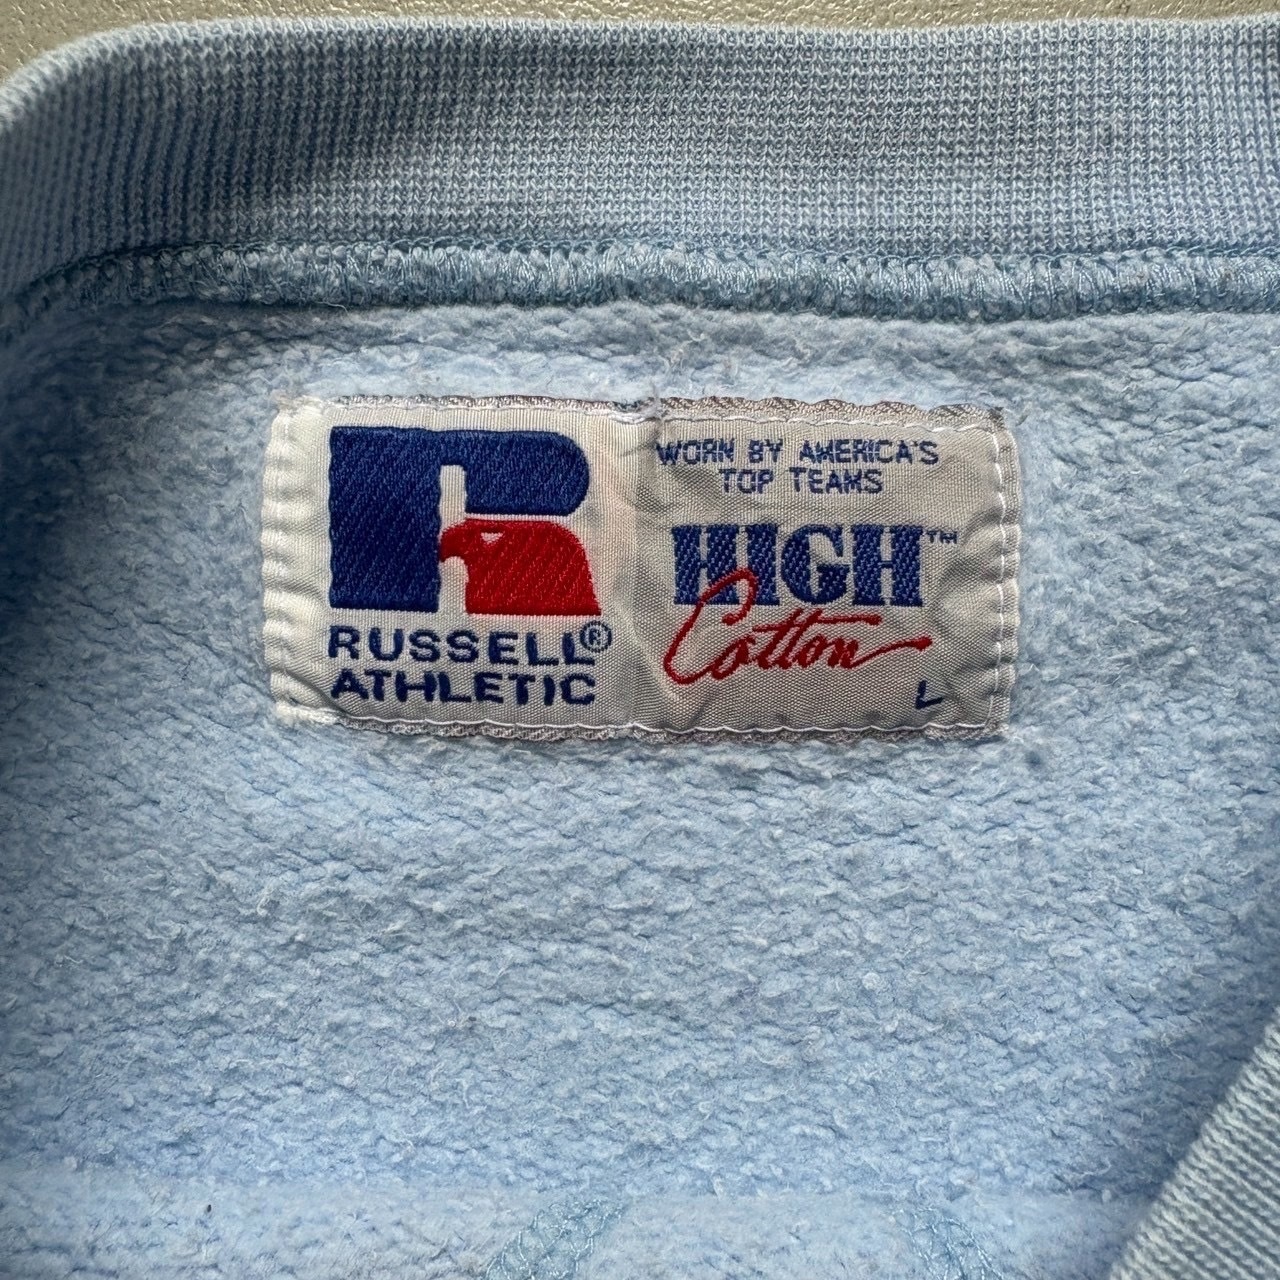 RUSSELL®
ATHLETIC
WORN BY AMERICA'S
TOP TEAMS
HIGH™
Cotton
L